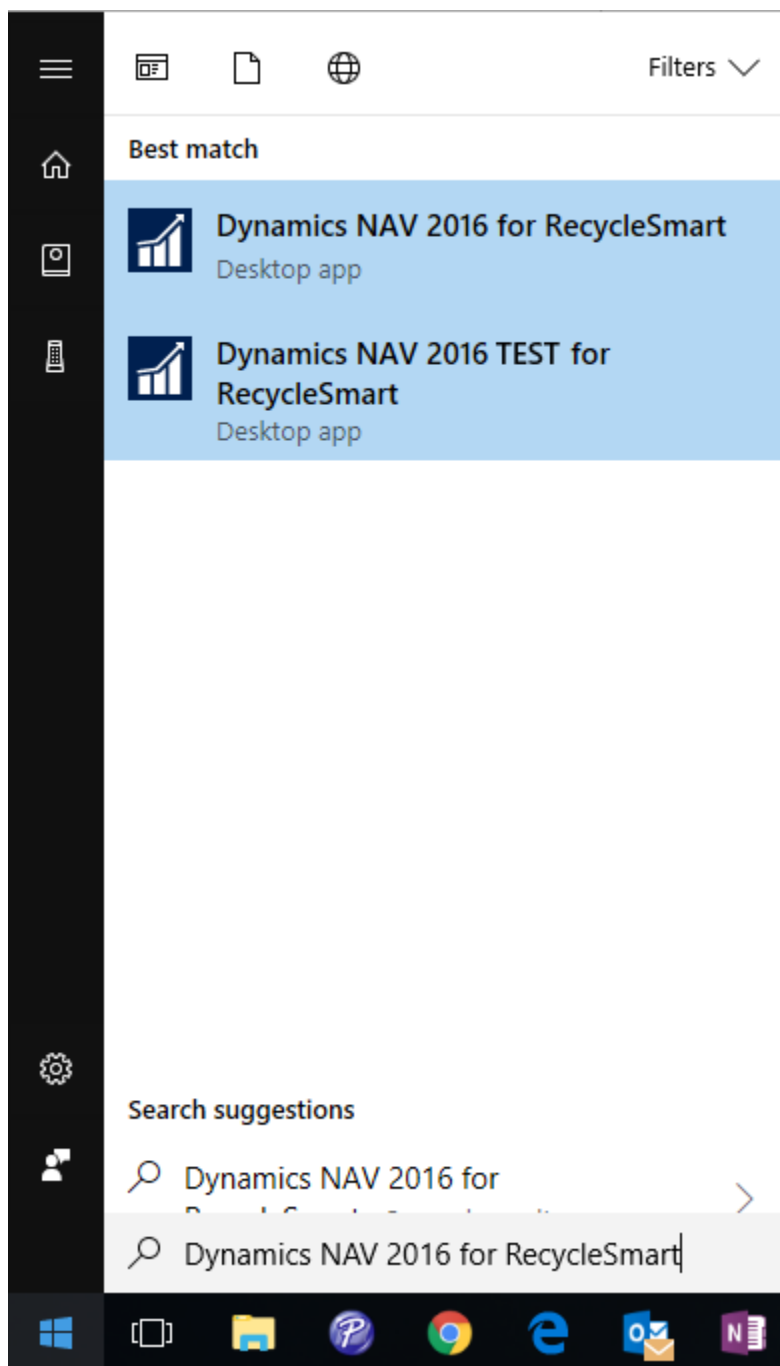 Filters
Best match
Dynamics NAV 2016 for RecycleSmart
Desktop app
Dynamics NAV 2016 TEST for
RecycleSmart
Desktop app
Search suggestions
Dynamics NAV 2016 for
Dynamics NAV 2016 for RecycleSmart